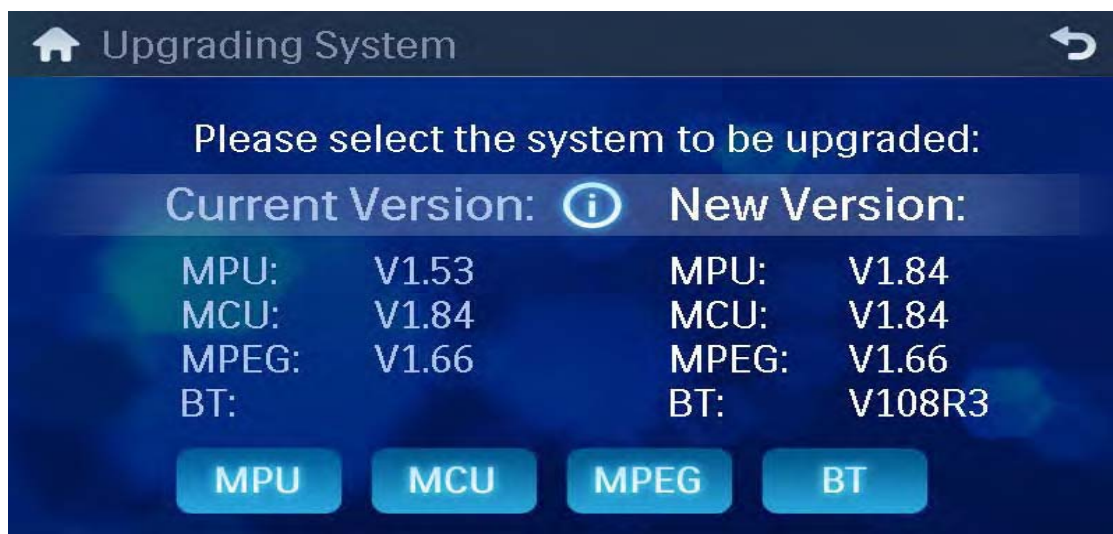 Upgrading System
Please select the system to be upgraded:
Current Version: New Version:
MPU: V1.53 MPU: V1.84
MCU: V1.84 MCU: V1.84
MPEG: V1.66 MPEG: V1.66
BT: BT: V108R3
MPU MCU MPEG BT